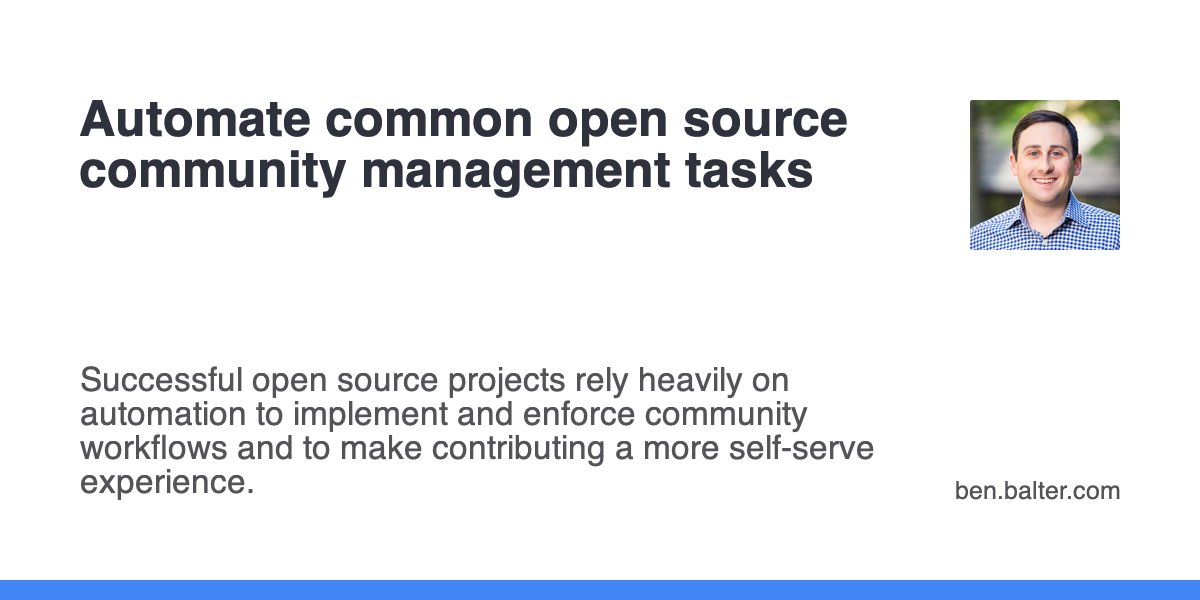 Automate common open source
community management tasks
Successful open source projects rely heavily on
automation to implement and enforce community
workflows and to make contributing a more self-serve
experience.
ben.balter.com